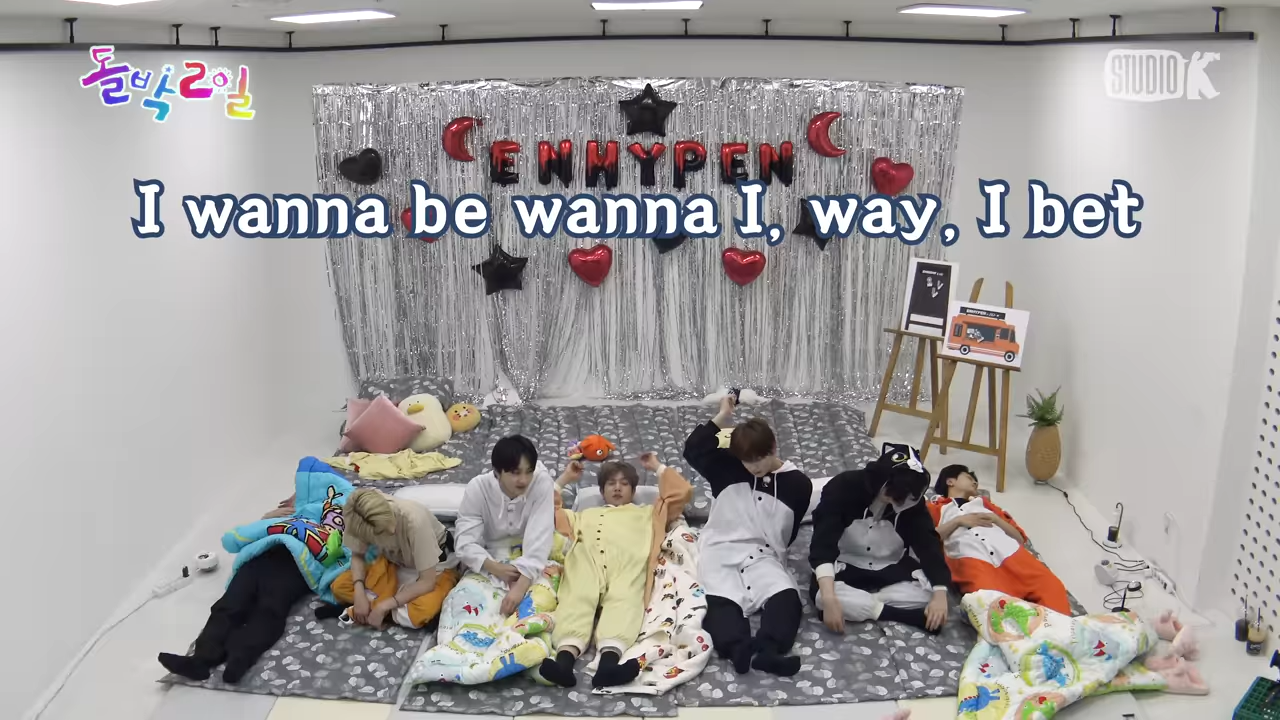 돌박2일
STUDIO K
ENHYPEN
I wanna be wanna I, way, I bet